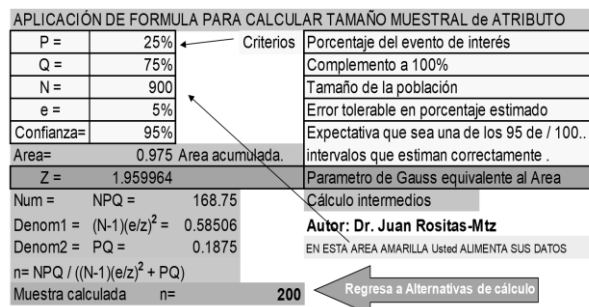 APLICACIÓN DE FORMULA PARA CALCULAR TAMAÑO MUESTRAL de ATRIBUTO
P = 25% Criterios Porcentaje del evento de interés
Q = 75% Complemento a 100%
N = 900 Tamaño de la población
e = 5% Error tolerable en porcentaje estimado
Confianza= 95% Expectativa que sea una de los 95 de / 100..
Area= 0.975 Area acumulada. intervalos que estiman correctamente .
Z = 1.959964 Parametro de Gauss equivalente al Area
Num = NPQ = 168.75 Cálculo intermedios
Denom1 = (N-1)(e/z)² = 0.58506 Autor: Dr. Juan Rositas-Mtz
Denom2 = PQ = 0.1875 EN ESTA AREA AMARILLA Usted ALIMENTA SUS DATOS
n= NPQ / ((N-1)(e/z)² + PQ)
Muestra calculada n= 200 Regresa a Alternativas de cálculo